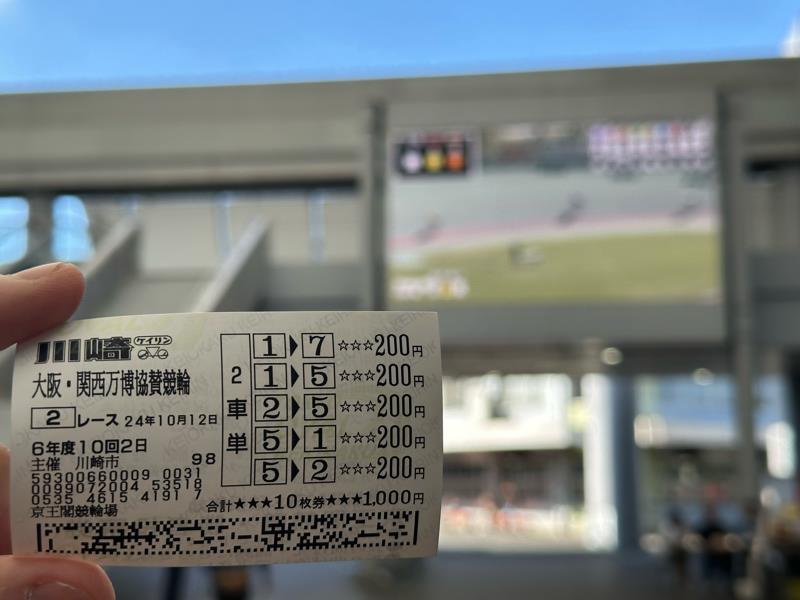 川崎 ケイリン
大阪・関西万博協賛競輪
2 レース 24年10月12日
6年度10回2日
主催 川崎市 98
59300660009 0031
00389072004 53518
0535 4615 4191 7
京王閣競輪場
2車単
1▶7 ☆☆☆200円
1▶5 ☆☆☆200円
2▶5 ☆☆☆200円
5▶1 ☆☆☆200円
5▶2 ☆☆☆200円
合計★★★10枚券★★★1,000円